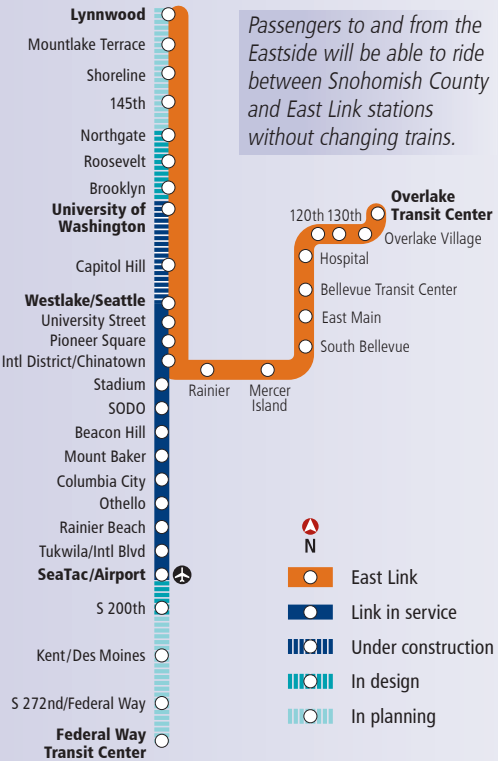 Lynnwood
Mountlake Terrace
Shoreline
145th
Northgate
Roosevelt
Brooklyn
University of
Washington
Capitol Hill
Westlake/Seattle
University Street
Pioneer Square
Intl District/Chinatown
Stadium
SODO
Beacon Hill
Mount Baker
Columbia City
Othello
Rainier Beach
Tukwila/Intl Blvd
SeaTac/Airport
S 200th
Kent/Des Moines
S 272nd/Federal Way
Federal Way
Transit Center
Passengers to and from the
Eastside will be able to ride
between Snohomish County
and East Link stations
without changing trains.
Overlake
Transit Center
120th 130th
Overlake Village
Hospital
Bellevue Transit Center
East Main
South Bellevue
Rainier
Mercer
Island
N
East Link
Link in service
Under construction
In design
In planning